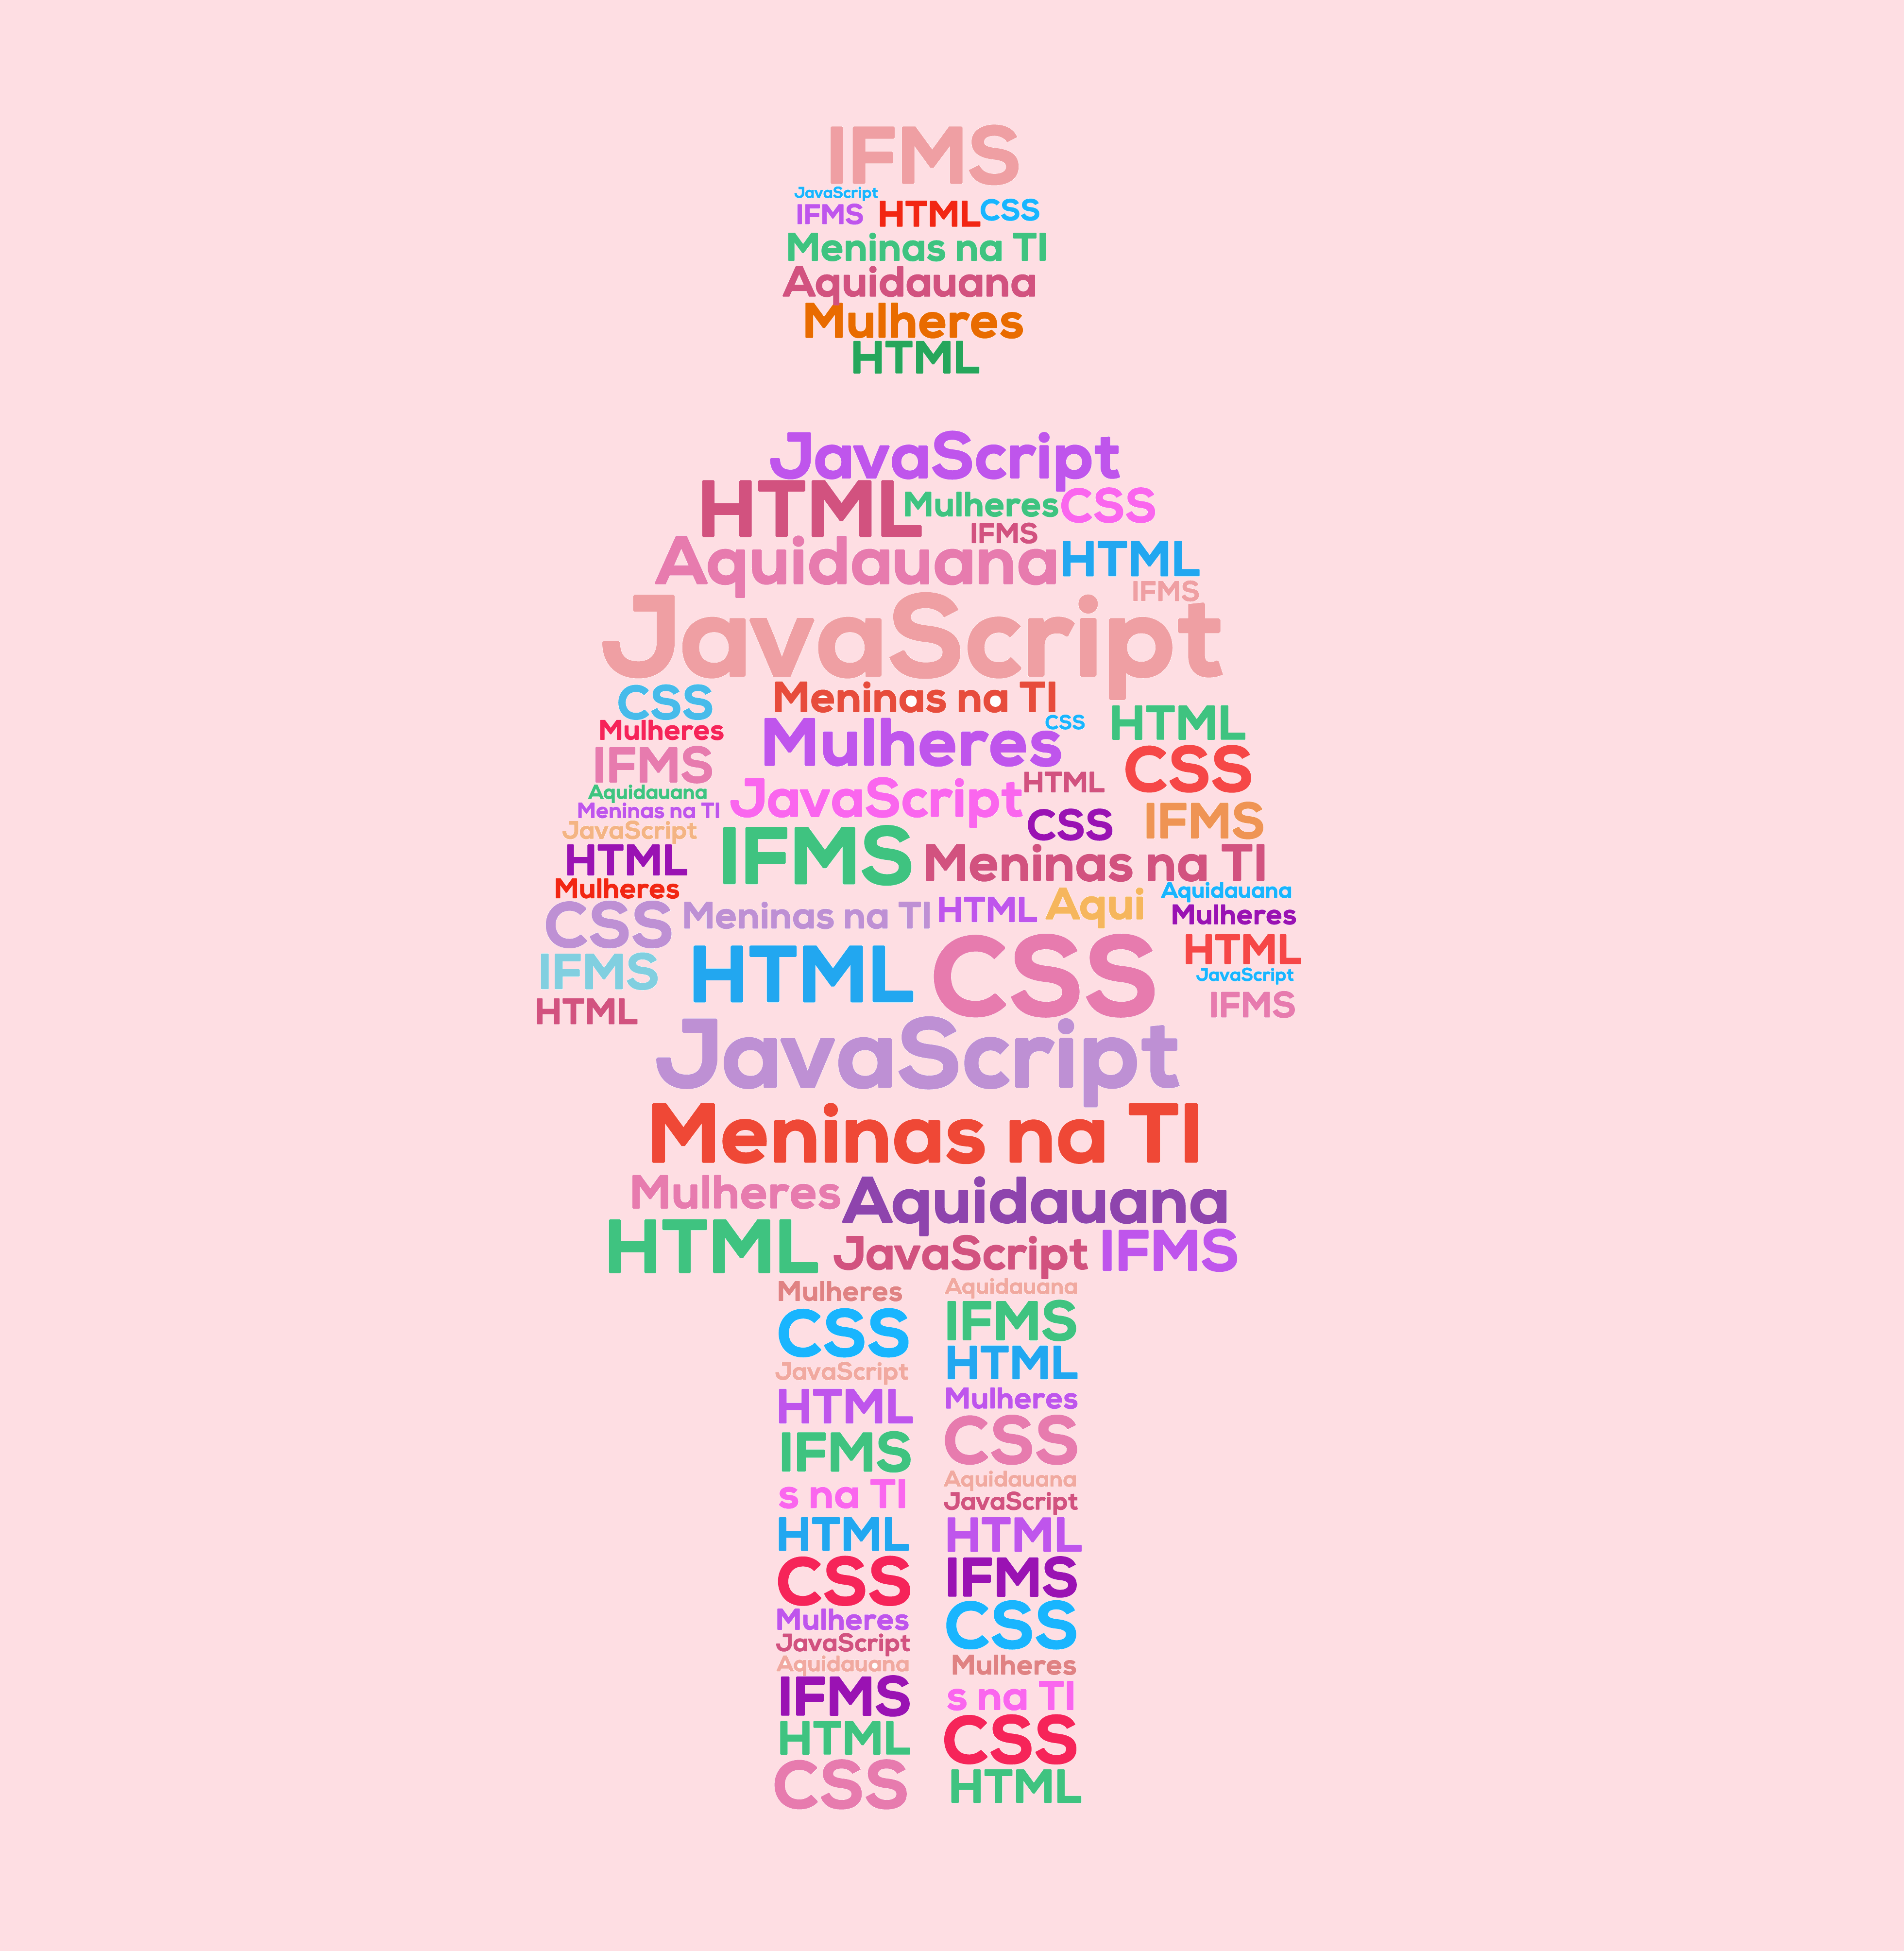 IFMS
JavaScript
IFMS HTML CSS
Meninas na TI
Aquidauana
Mulheres
HTML
JavaScript
HTML Mulheres CSS
IFMS
Aquidauana HTML
IFMS
JavaScript
CSS Meninas na TI
Mulheres Mulheres CSS HTML
IFMS CSS
Aquidauana JavaScript HTML
Meninas na TI CSS IFMS
JavaScript
HTML IFMS Meninas na TI
Mulheres Aquidauana
CSS Meninas na TI HTML Aqui Mulheres
IFMS HTML CSS HTML
JavaScript
HTML IFMS
JavaScript
Meninas na TI
Mulheres Aquidauana
HTML JavaScript IFMS
Mulheres Aquidauana
CSS IFMS
JavaScript HTML
HTML Mulheres
IFMS CSS
s na TI Aquidauana
JavaScript
HTML HTML
CSS IFMS
Mulheres CSS
JavaScript
Aquidauana Mulheres
IFMS s na TI
HTML CSS
CSS HTML